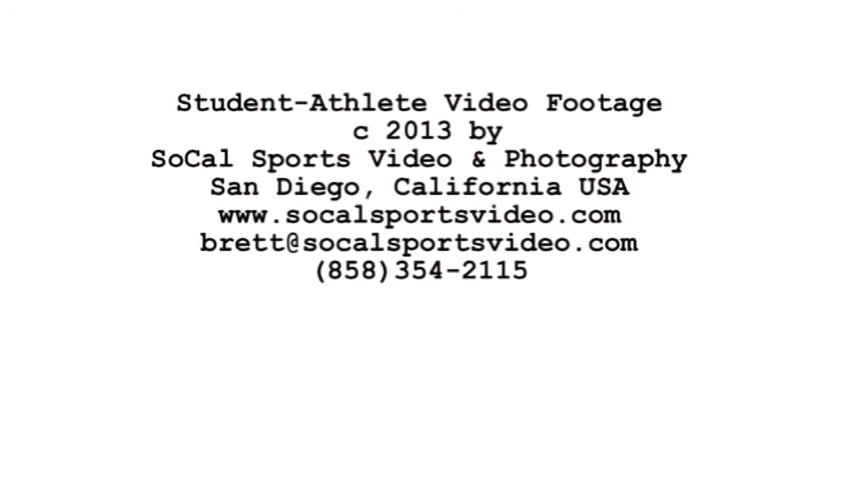 Student-Athlete Video Footage
c 2013 by
SoCal Sports Video & Photography
San Diego, California USA
www.socalsportsvideo.com
brett@socalsportsvideo.com
(858)354-2115